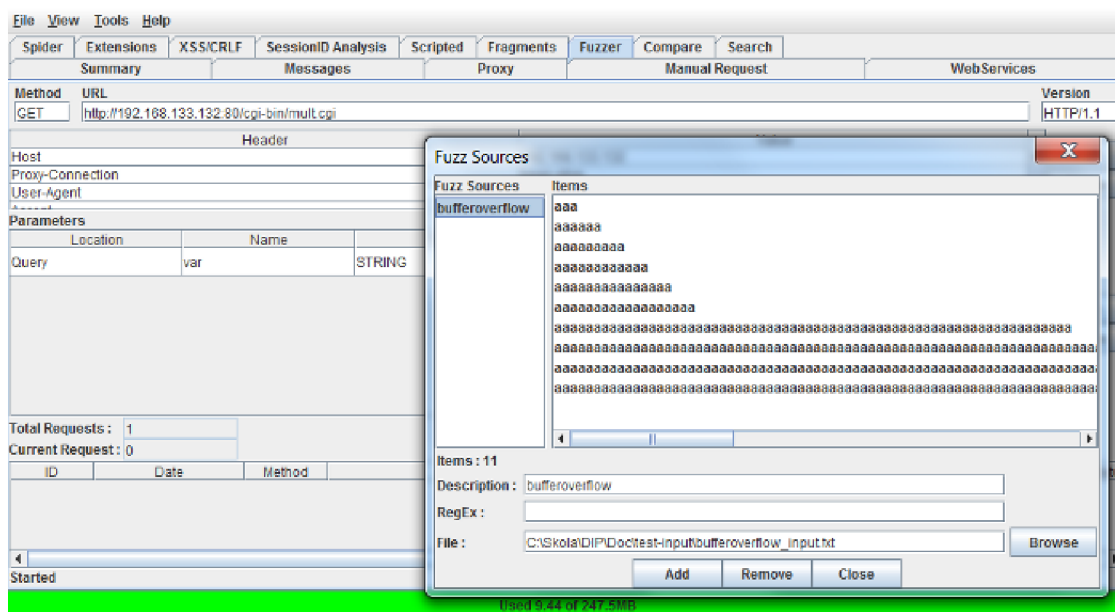 File View Tools Help
Spider Extensions XSS/CRLF SessionID Analysis Scripted Fragments Fuzzer Compare Search
Summary Messages Proxy Manual Request WebServices
Method URL Version
GET http://192.168.133.132:80/cgi-bin/mult.cgi HTTP/1.1
Header
Host
Proxy-Connection
User-Agent
Parameters
Location Name
Query var STRING
Total Requests : 1
Current Request : 0
ID Date Method
Started
Used 9.44 of 247.5MB
Fuzz Sources
Fuzz Sources Items
bufferoverflow aaa
aaaaaa
aaaaaaaaa
aaaaaaaaaaaa
aaaaaaaaaaaaaaa
aaaaaaaaaaaaaaaaaa
Items : 11
Description : bufferoverflow
RegEx :
File : C:\Skola\DIP\Doc\test-input\bufferoverflow_input.txt Browse
Add Remove Close